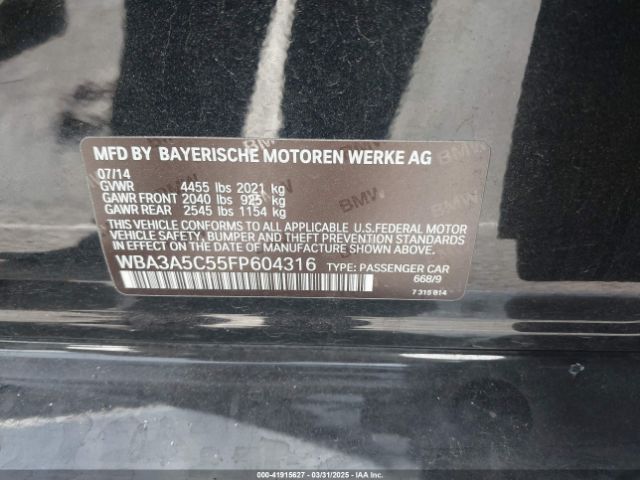 MFD BY BAYERISCHE MOTOREN WERKE AG
07/14
GVWR 4455 lbs 2021 kg
GAWR FRONT 2040 lbs 925 kg
GAWR REAR 2545 lbs 1154 kg
THIS VEHICLE CONFORMS TO ALL APPLICABLE U.S.FEDERAL MOTOR
VEHICLE SAFETY, BUMPER AND THEFT PREVENTION STANDARDS IN
EFFECT ON THE DATE OF MANUFACTURE SHOWN ABOVE.
WBA3A5C55FP604316 TYPE: PASSENGER CAR
668/9
7 315 814
000-41915627 - 03/31/2025 - IAA Inc.